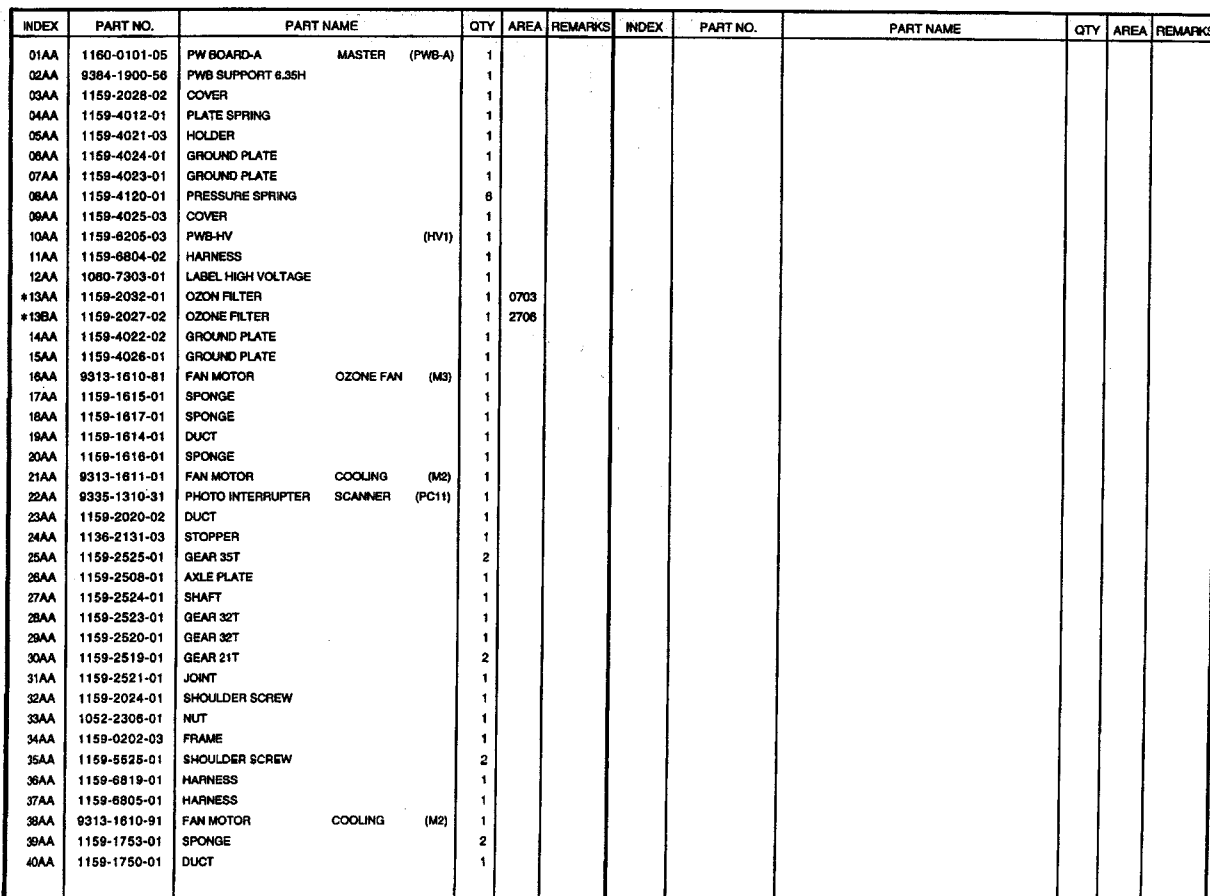 INDEX PART NO. PART NAME QTY AREA REMARKS INDEX PART NO. PART NAME QTY AREA REMARKS
01AA 1160-0101-05 PW BOARD-A MASTER (PWB-A) 1
02AA 9384-1900-56 PWB SUPPORT 6.35H 1
03AA 1159-2028-02 COVER 1
04AA 1159-4012-01 PLATE SPRING 1
05AA 1159-4021-03 HOLDER 1
06AA 1159-4024-01 GROUND PLATE 1
07AA 1159-4023-01 GROUND PLATE 1
08AA 1159-4120-01 PRESSURE SPRING 6
09AA 1159-4025-03 COVER 1
10AA 1159-6205-03 PWB-HV (HV1) 1
11AA 1159-6804-02 HARNESS 1
12AA 1080-7303-01 LABEL HIGH VOLTAGE 1
*13AA 1159-2032-01 OZON FILTER 1 0703
*13BA 1159-2027-02 OZONE FILTER 1 2706
14AA 1159-4022-02 GROUND PLATE 1
15AA 1159-4026-01 GROUND PLATE 1
16AA 9313-1610-81 FAN MOTOR OZONE FAN (M3) 1
17AA 1159-1615-01 SPONGE 1
18AA 1159-1617-01 SPONGE 1
19AA 1159-1614-01 DUCT 1
20AA 1159-1616-01 SPONGE 1
21AA 9313-1611-01 FAN MOTOR COOLING (M2) 1
22AA 9335-1310-31 PHOTO INTERRUPTER SCANNER (PC11) 1
23AA 1159-2020-02 DUCT 1
24AA 1136-2131-03 STOPPER 1
25AA 1159-2525-01 GEAR 35T 2
26AA 1159-2508-01 AXLE PLATE 1
27AA 1159-2524-01 SHAFT 1
28AA 1159-2523-01 GEAR 32T 1
29AA 1159-2520-01 GEAR 32T 1
30AA 1159-2519-01 GEAR 21T 2
31AA 1159-2521-01 JOINT 1
32AA 1159-2024-01 SHOULDER SCREW 1
33AA 1052-2306-01 NUT 1
34AA 1159-0202-03 FRAME 1
35AA 1159-5525-01 SHOULDER SCREW 2
36AA 1159-6819-01 HARNESS 1
37AA 1159-6805-01 HARNESS 1
38AA 9313-1610-91 FAN MOTOR COOLING (M2) 1
39AA 1159-1753-01 SPONGE 2
40AA 1159-1750-01 DUCT 1